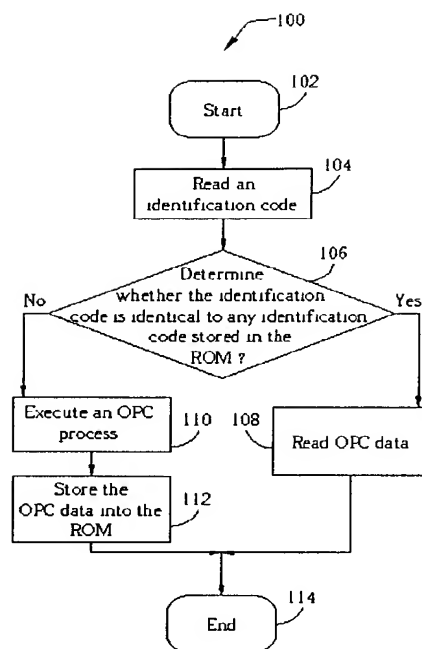 100
102
Start
104
Read an
identification code
106
Determine
whether the identification
code is identical to any identification
code stored in the
ROM ?
No
Yes
Execute an OPC
process
110
108
Read OPC data
Store the
OPC data into the
ROM
112
114
End